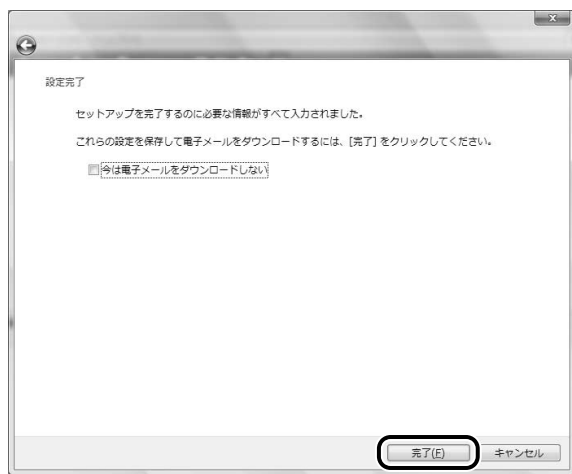 設定完了
セットアップを完了するのに必要な情報がすべて入力されました。
これらの設定を保存して電子メールをダウンロードするには、[完了] をクリックしてください。
今は電子メールをダウンロードしない
完了(F) キャンセル